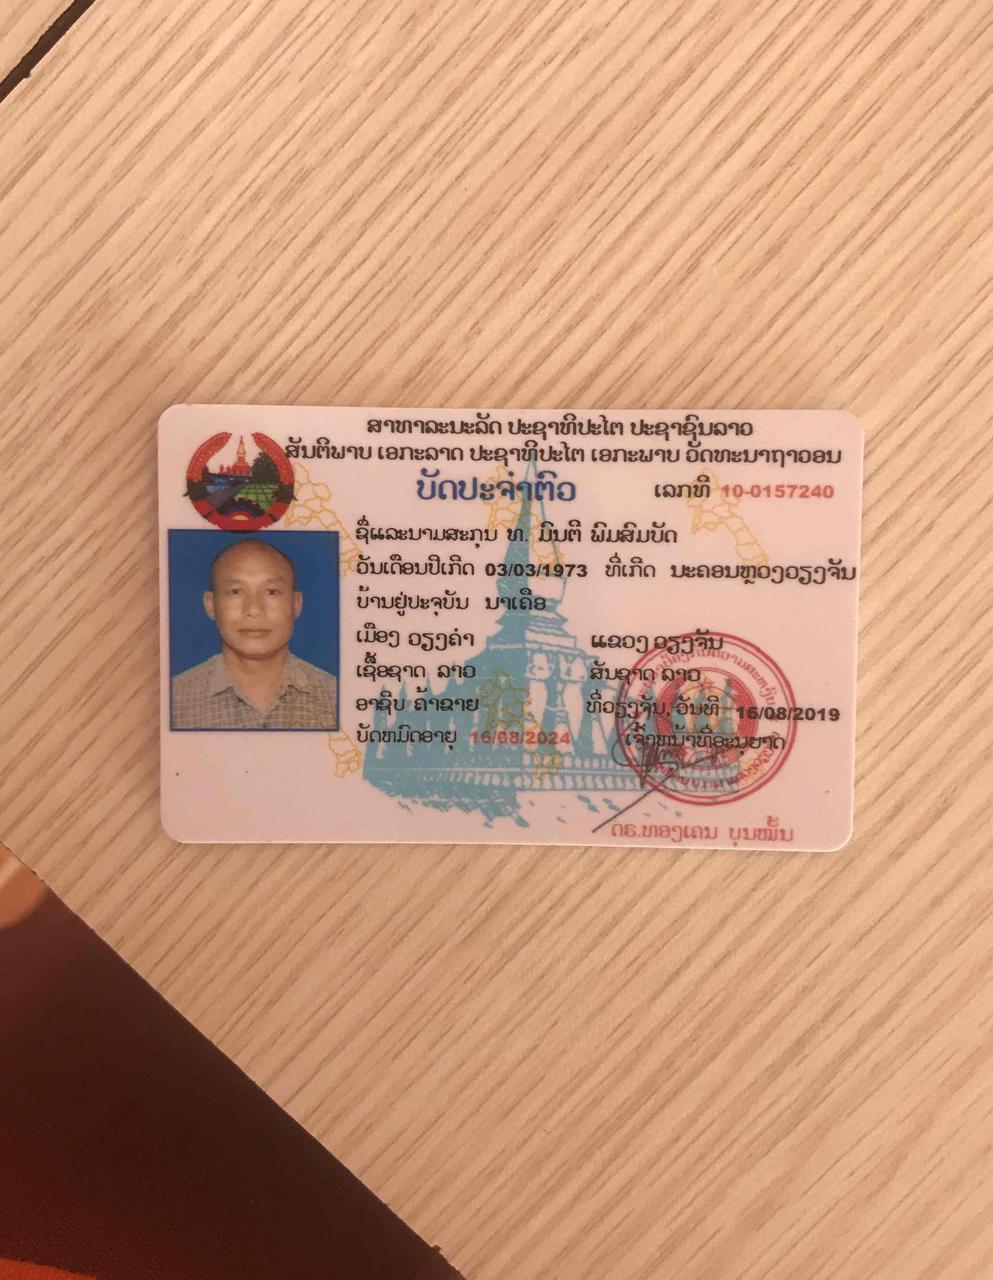 ສາທາລະນະລັດ ປະຊາທິປະໄຕ ປະຊາຊົນລາວ
ສັນຕິພາບ ເອກະລາດ ປະຊາທິປະໄຕ ເອກະພາບ ວັດທະນາຖາວອນ
ບັດປະຈຳຕົວ ເລກທີ 10-0157240
ຊື່ແລະນາມສະກຸນ ທ. ມົນຕີ ພິມສົມບັດ
ວັນເດືອນປີເກີດ 03/03/1973 ທີ່ເກີດ ນະຄອນຫຼວງວຽງຈັນ
ບ້ານຢູ່ປະຈຸບັນ ນາເຄືອ
ເມືອງ ວຽງຄຳ ແຂວງ ວຽງຈັນ
ເຊື້ອຊາດ ລາວ ສັນຊາດ ລາວ
ອາຊີບ ຄ້າຂາຍ ທີ່ວຽງຈັນ, ວັນທີ 16/08/2019
ບັດຫມົດອາຍຸ 16/08/2024 ເຈົ້າຫນ້າທີ່ອະນຸຍາດ
ດຣ.ທອງເຄນ ບຸນໝັ້ນ